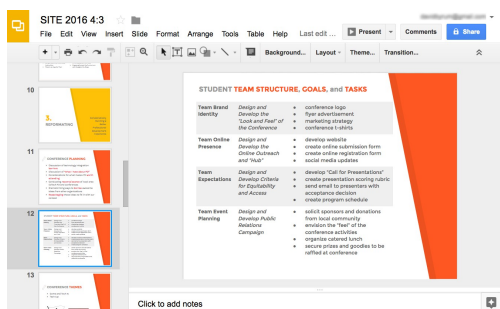 SITE 2016 4:3
File Edit View Insert Slide Format Arrange Tools Table Help Last edit ...
Present
Comments
Share
Background... Layout Theme... Transition...
10
3.
11
CONFERENCE PLANNING
12
13
CONFERENCE THEMES
STUDENT TEAM STRUCTURE, GOALS, and TASKS
Team Brand Design and ● conference logo
Identity Develop the ● flyer advertisement
"Look and Feel" of ● marketing strategy
the Conference ● conference t-shirts
Team Online Design and ● develop website
Presence Develop the ● create online submission form
Online Outreach ● create online registration form
and "Hub" ● social media updates
Team Design and ● develop "Call for Presentations"
Expectations Develop Criteria ● create presentation scoring rubric
for Equitability ● send email to presenters with
and Access acceptance decision
● create program schedule
Team Event Design and ● solicit sponsors and donations
Planning Develop Public from local community
Relations ● envision the "feel" of the
Campaign conference activities
● organize catered lunch
● secure prizes and goodies to be
raffled at conference
Click to add notes